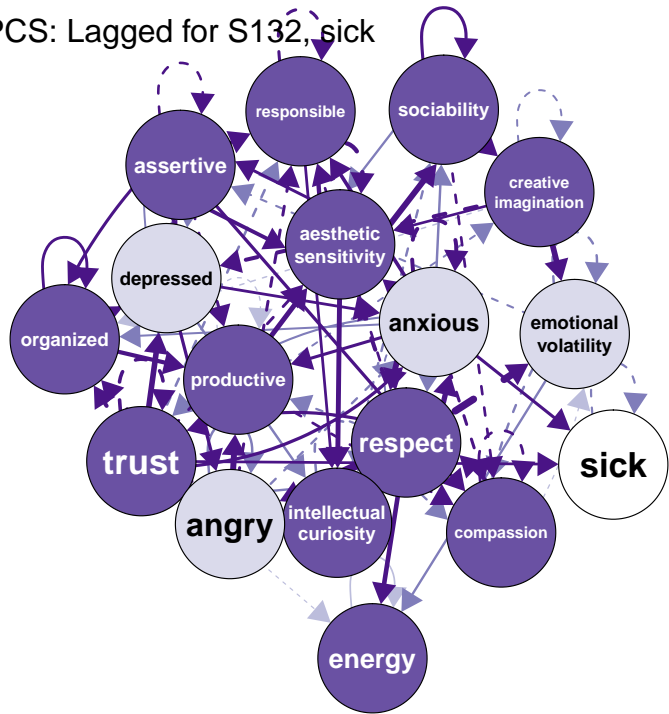 PCS: Lagged for S132, sick
responsible
sociability
assertive
creative
imagination
aesthetic
sensitivity
depressed
anxious
emotional
volatility
organized
productive
respect
trust
sick
angry
intellectual
curiosity
compassion
energy